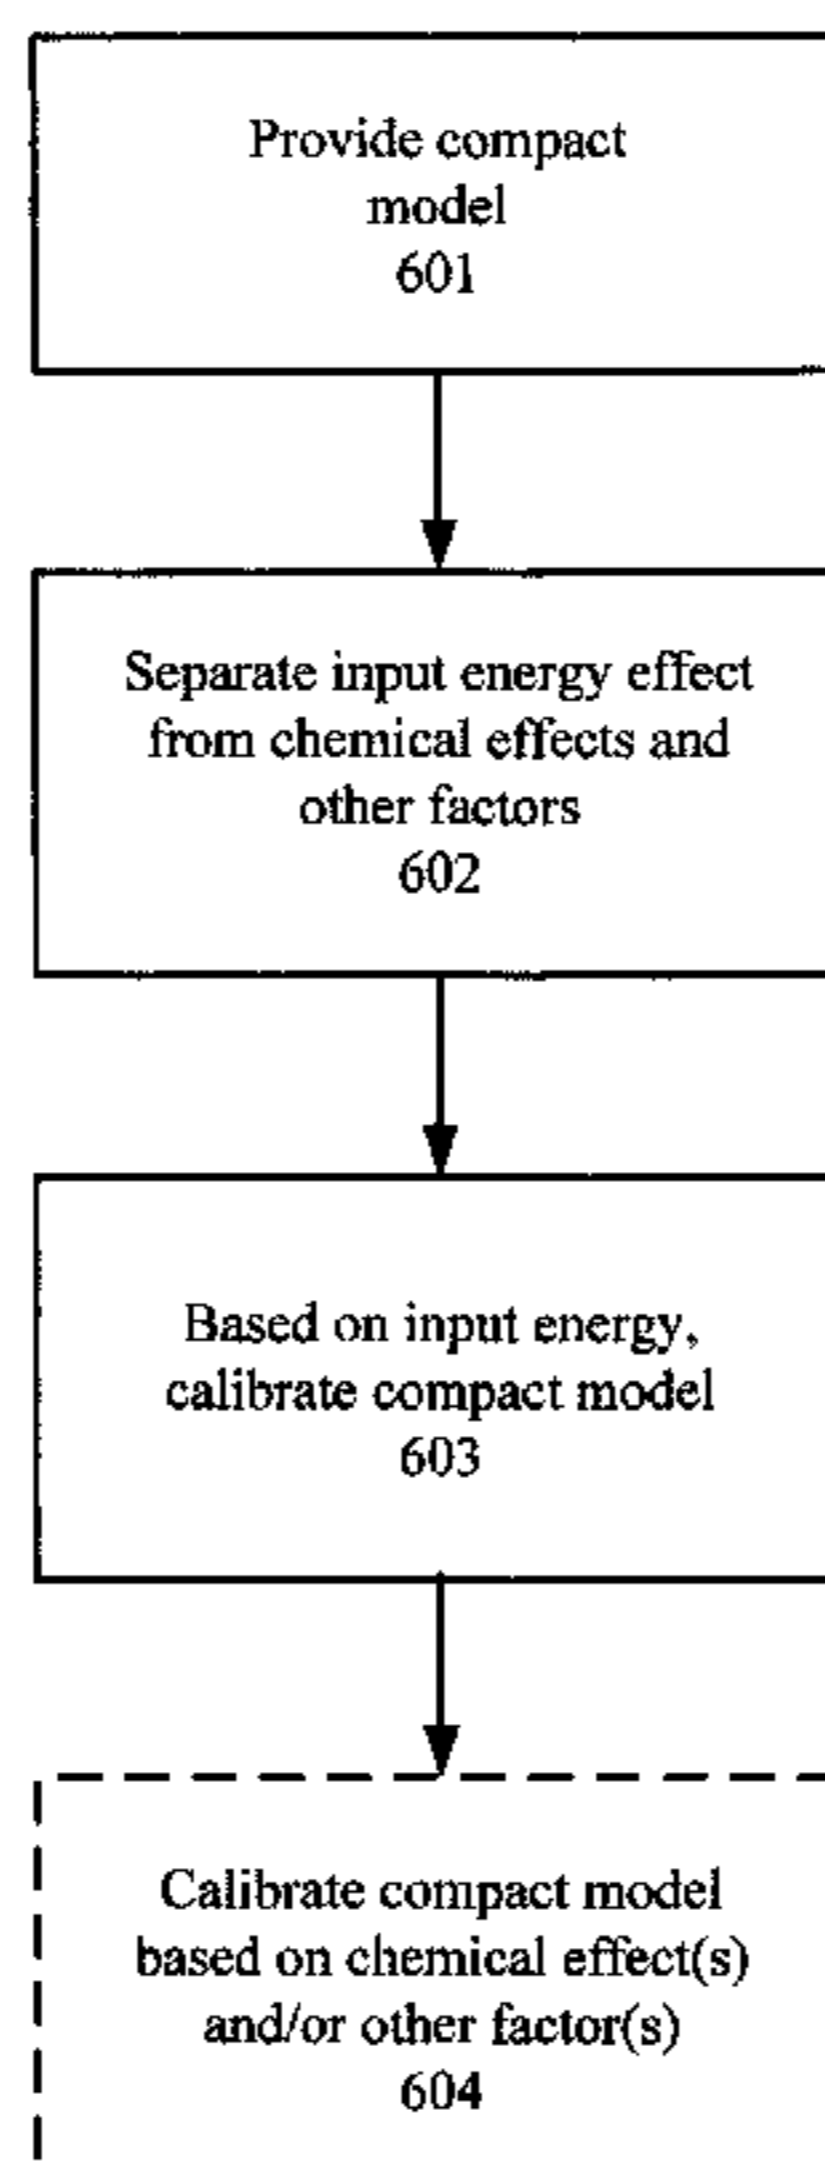 Provide compact
model
601
Separate input energy effect
from chemical effects and
other factors
602
Based on input energy,
calibrate compact model
603
Calibrate compact model
based on chemical effect(s)
and/or other factor(s)
604